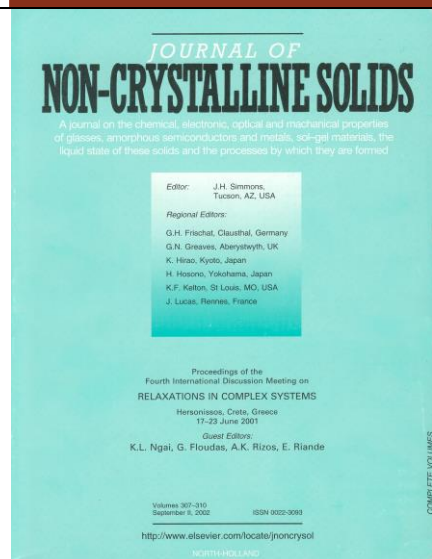 JOURNAL OF
NON-CRYSTALLINE SOLIDS
A journal on the chemical, electronic, optical and machanical properties
of glasses, amorphous semiconductors and metals, sol-gel materials, the
liquid state of these solids and the processes by which they are formed
Editor: J.H. Simmons,
Tucson, AZ, USA
Regional Editors:
G.H. Frischat, Clausthal, Germany
G.N. Greaves, Aberystwyth, UK
K. Hirao, Kyoto, Japan
H. Hosono, Yokohama, Japan
K.F. Kelton, St Louis, MO, USA
J. Lucas, Rennes, France
Proceedings of the
Fourth International Discussion Meeting on
RELAXATIONS IN COMPLEX SYSTEMS
Hersonissos, Crete, Greece
17–23 June 2001
Guest Editors:
K.L. Ngai, G. Floudas, A.K. Rizos, E. Riande
Volumes 307–310
September II, 2002
ISSN 0022-3093
http://www.elsevier.com/locate/jnoncrysol
NORTH-HOLLAND
COMPLETE VOLUMES